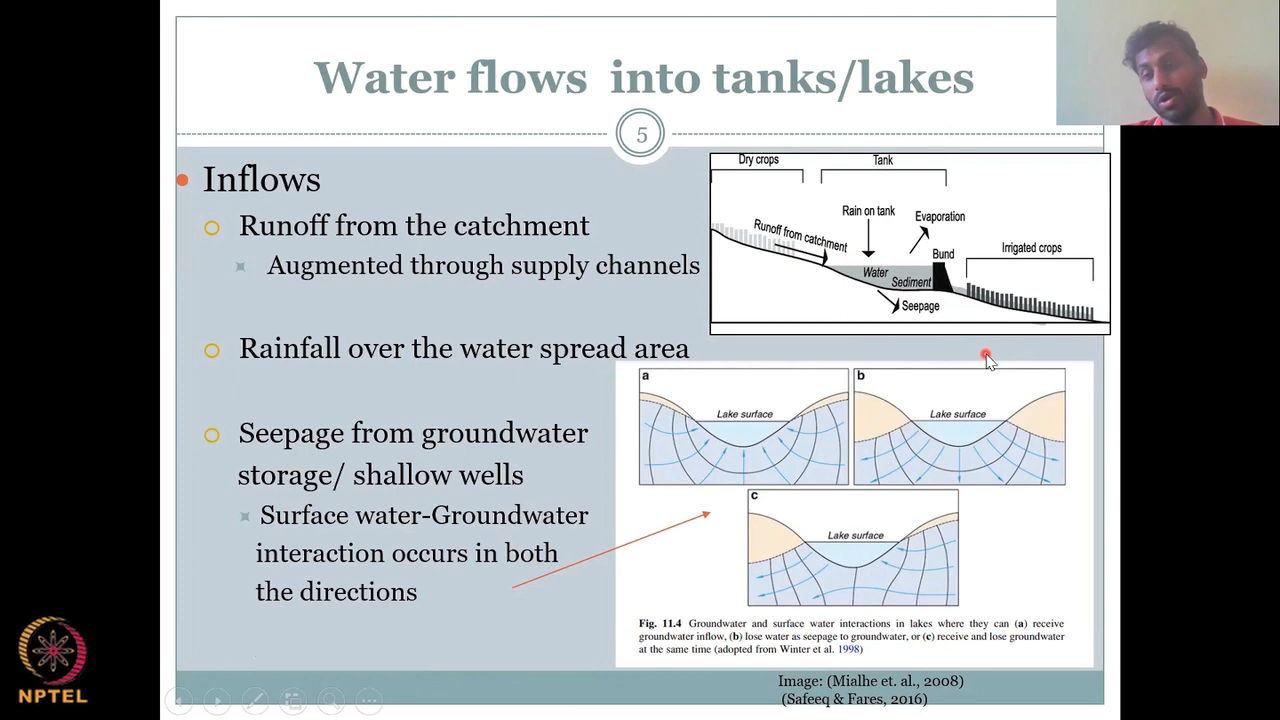 Water flows into tanks/lakes
5
Inflows
Runoff from the catchment
Augmented through supply channels
Rainfall over the water spread area
Seepage from groundwater
storage/ shallow wells
Surface water-Groundwater
interaction occurs in both
the directions
Dry crops
Tank
Rain on tank
Evaporation
Runoff from catchment
Bund
Irrigated crops
Water
Sediment
Seepage
a
Lake surface
b
Lake surface
c
Lake surface
Fig. 11.4 Groundwater and surface water interactions in lakes where they can (a) receive
groundwater inflow, (b) lose water as seepage to groundwater, or (c) receive and lose groundwater
at the same time (adopted from Winter et al. 1998)
Image: (Mialhe et. al., 2008)
(Safeeq & Fares, 2016)
NPTEL